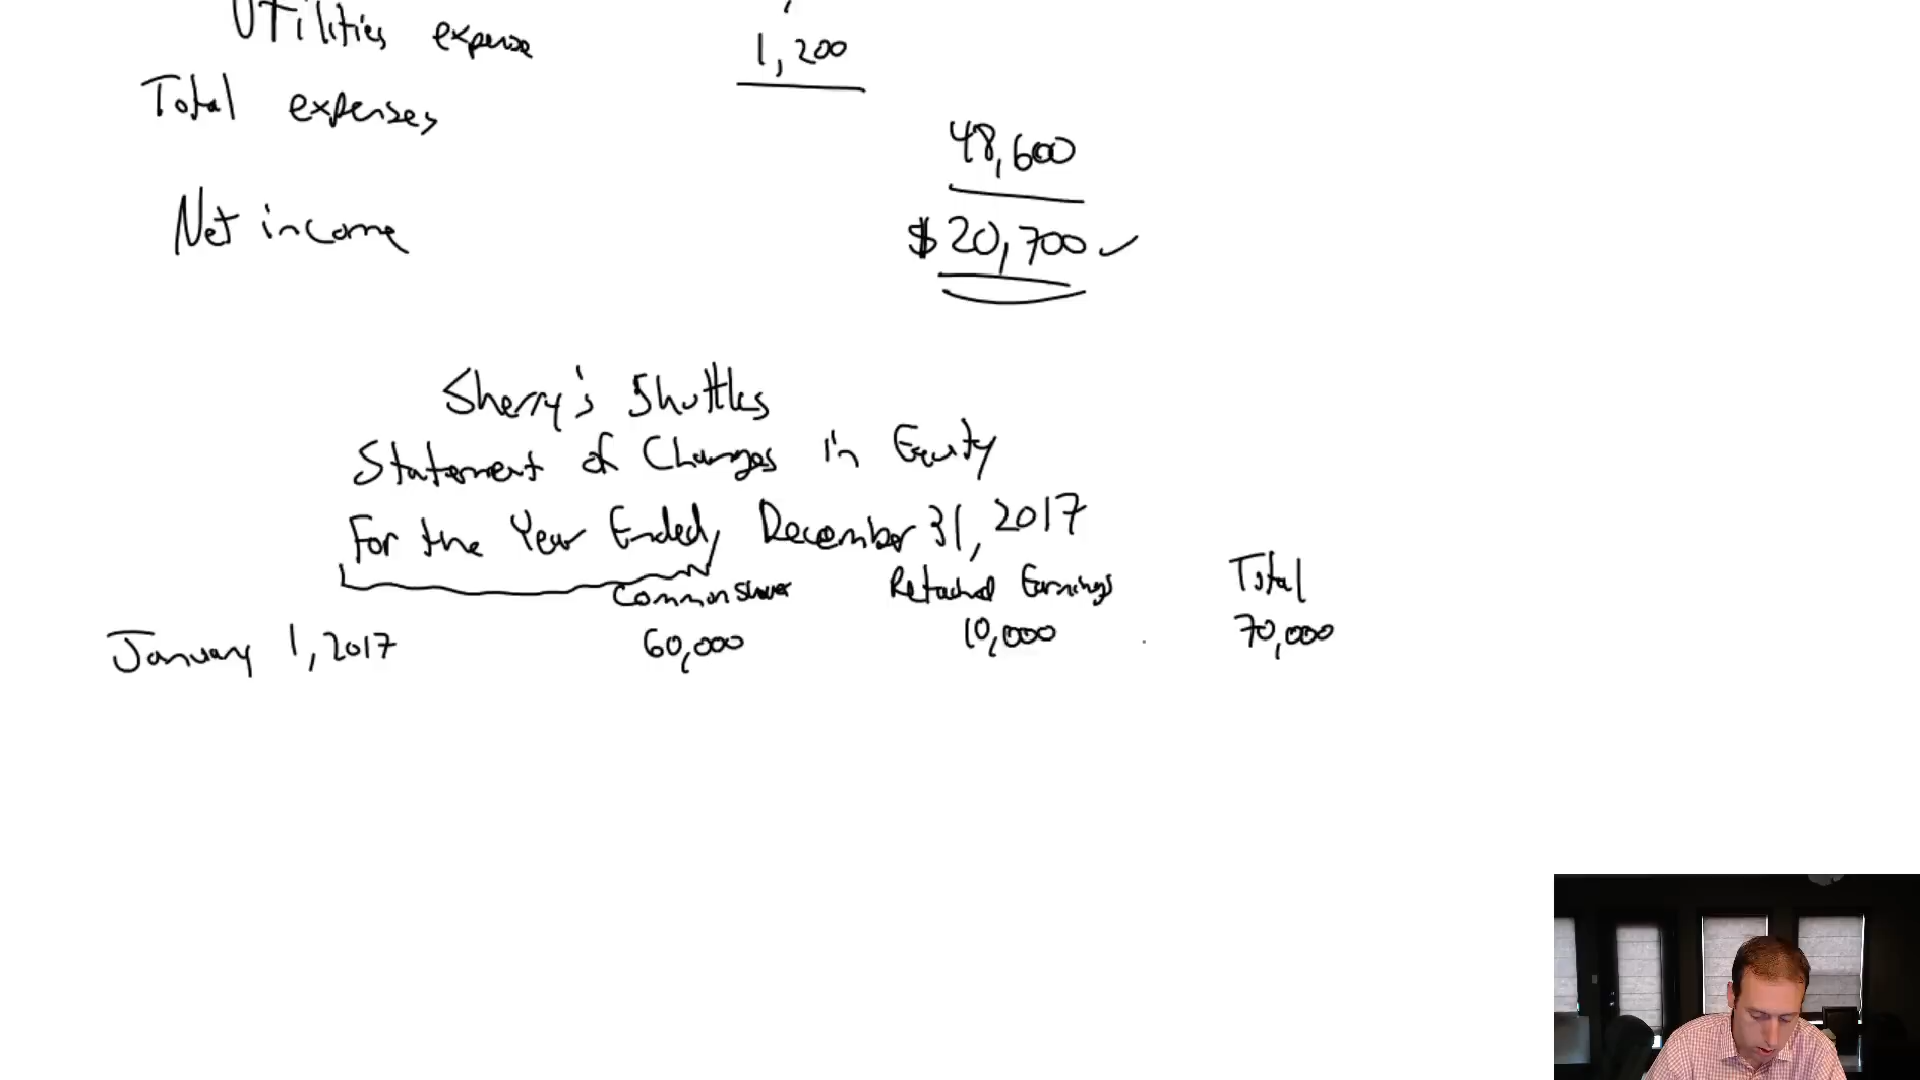 Utilities expense 1,200
Total expenses
48,600
Net income $20,700
Sherry's Shuttles
Statement of Changes in Equity
For the Year Ended, December 31, 2017
Common Shares Retained Earnings Total
January 1, 2017 60,000 10,000 70,000